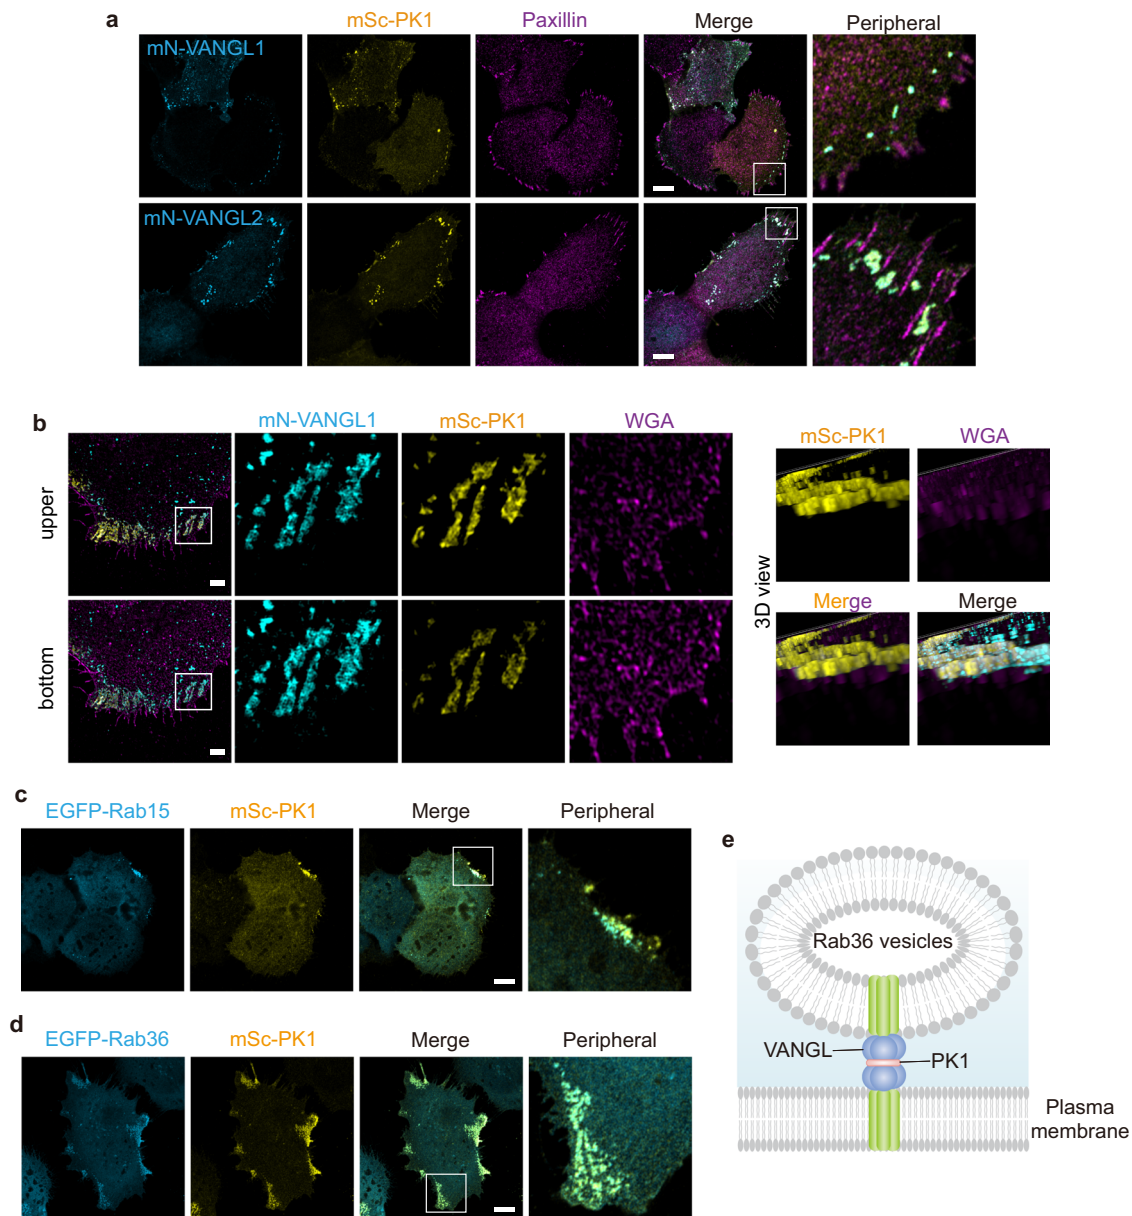 a
mSc-PK1 Paxillin Merge Peripheral
mN-VANGL1
mN-VANGL2
b
mN-VANGL1 mSc-PK1 WGA
upper
bottom
mSc-PK1 WGA
3D view
Merge Merge
c
EGFP-Rab15 mSc-PK1 Merge Peripheral
d
EGFP-Rab36 mSc-PK1 Merge Peripheral
e
Rab36 vesicles
VANGL
PK1
Plasma
membrane